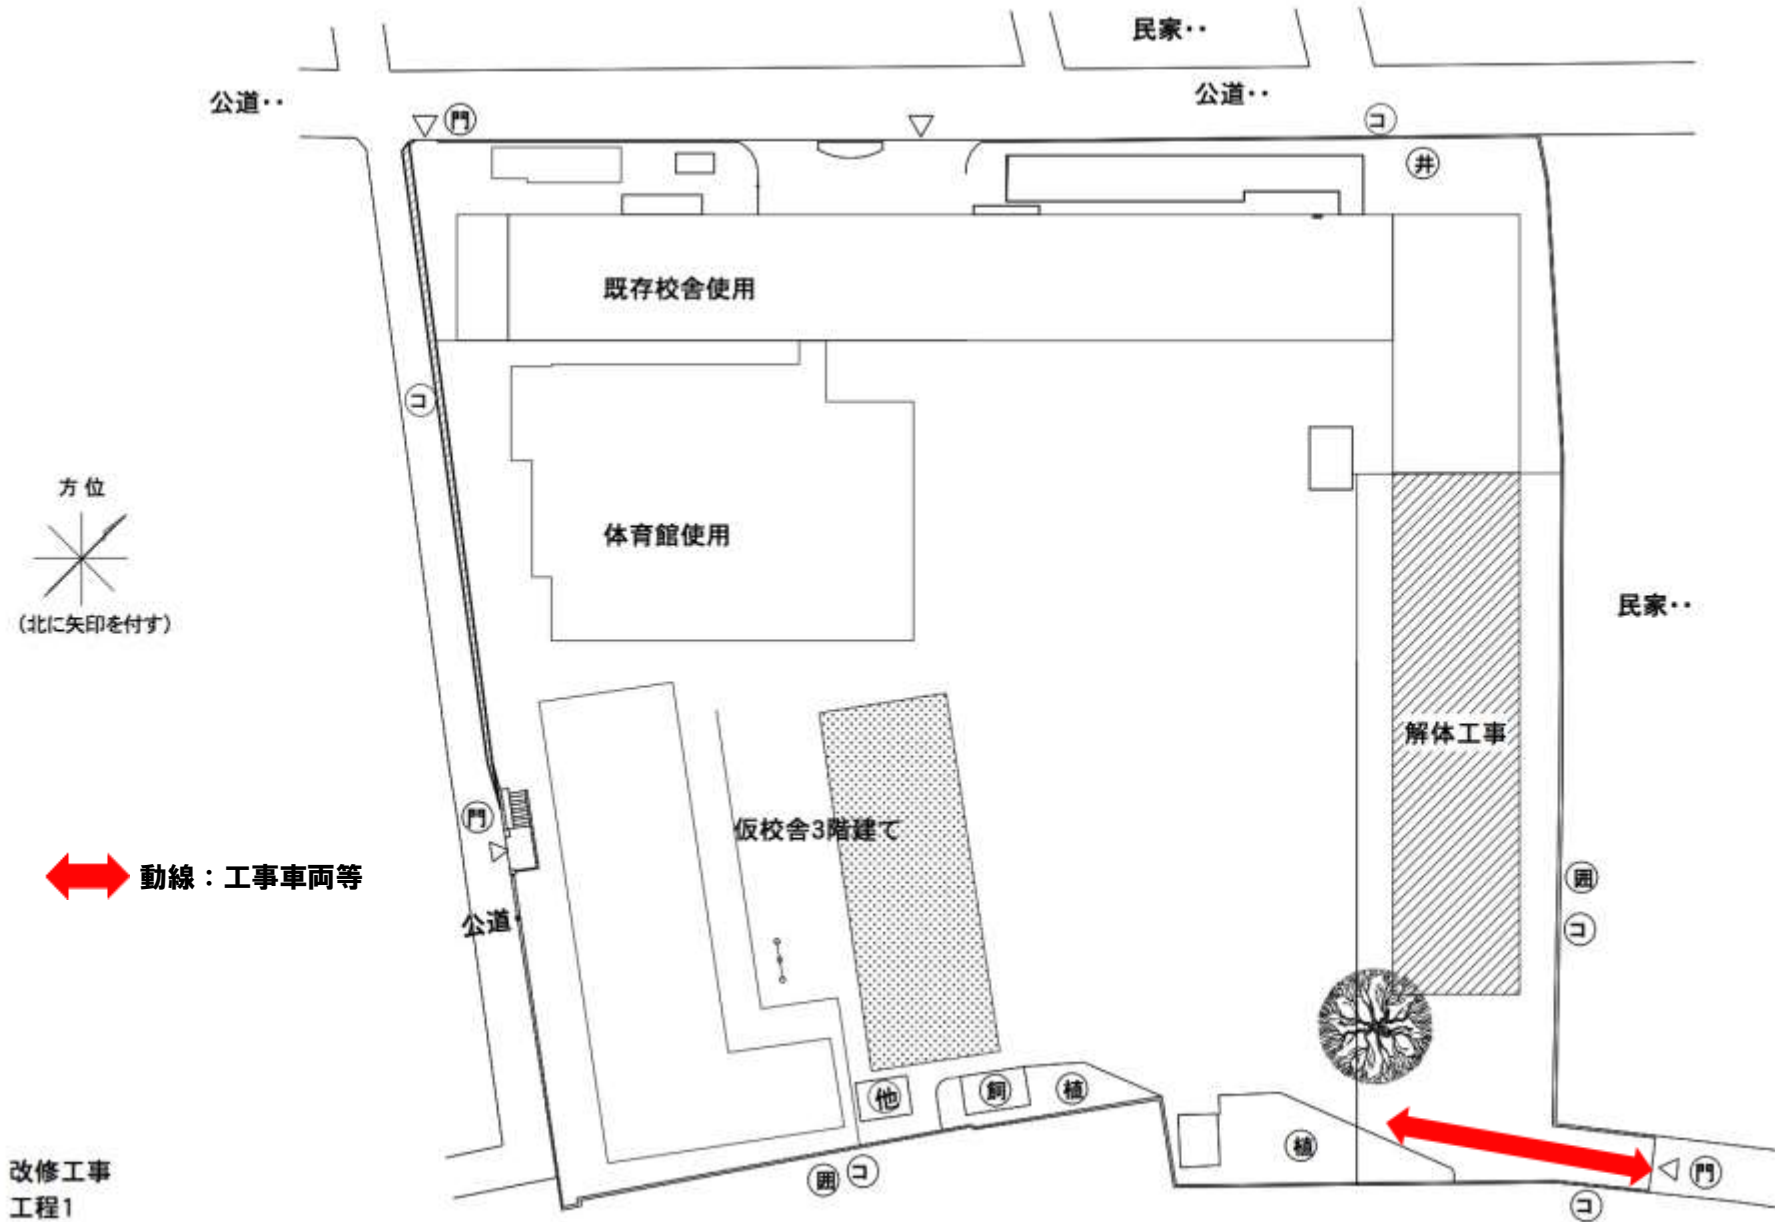 民家‥
公道‥
公道‥
門
コ
井
既存校舎使用
コ
方位
(北に矢印を付す)
体育館使用
民家‥
解体工事
門
仮校舎3階建て
動線：工事車両等
囲
コ
公道‥
他
飼
植
植
囲
コ
門
コ
改修工事
工程1